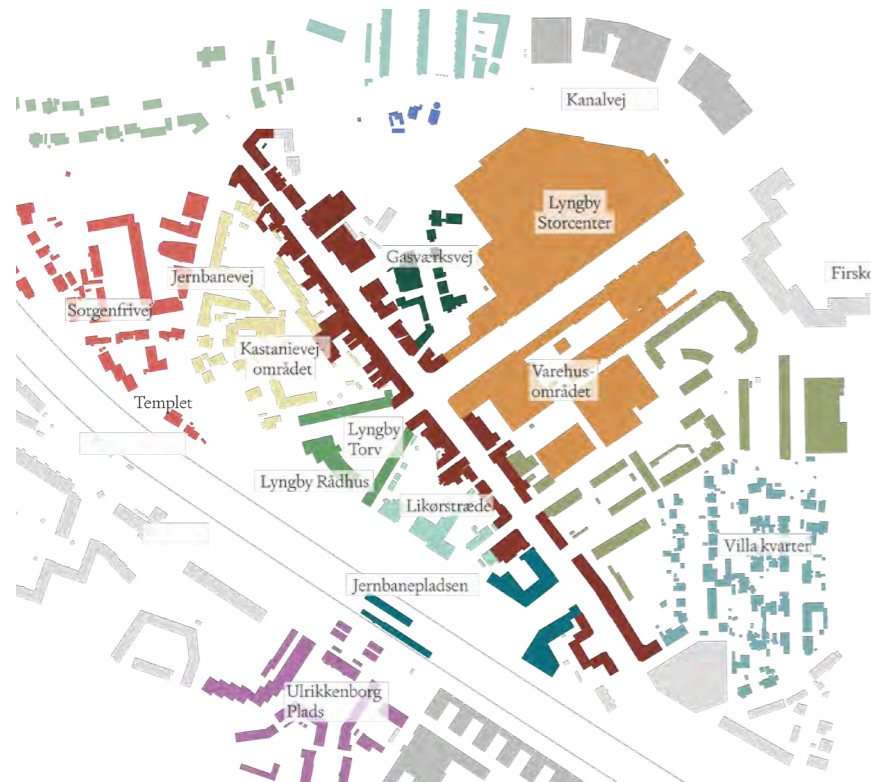 Kanalvej
Lyngby
Storcenter
Gasværksvej
Jernbanevej
Firsko
Sorgenfrivej
Kastanievej-
området
Varehus-
området
Templet
Lyngby
Torv
Lyngby Rådhus
Likørstræde
Villa kvarter
Jernbanepladsen
Ulrikkenborg
Plads